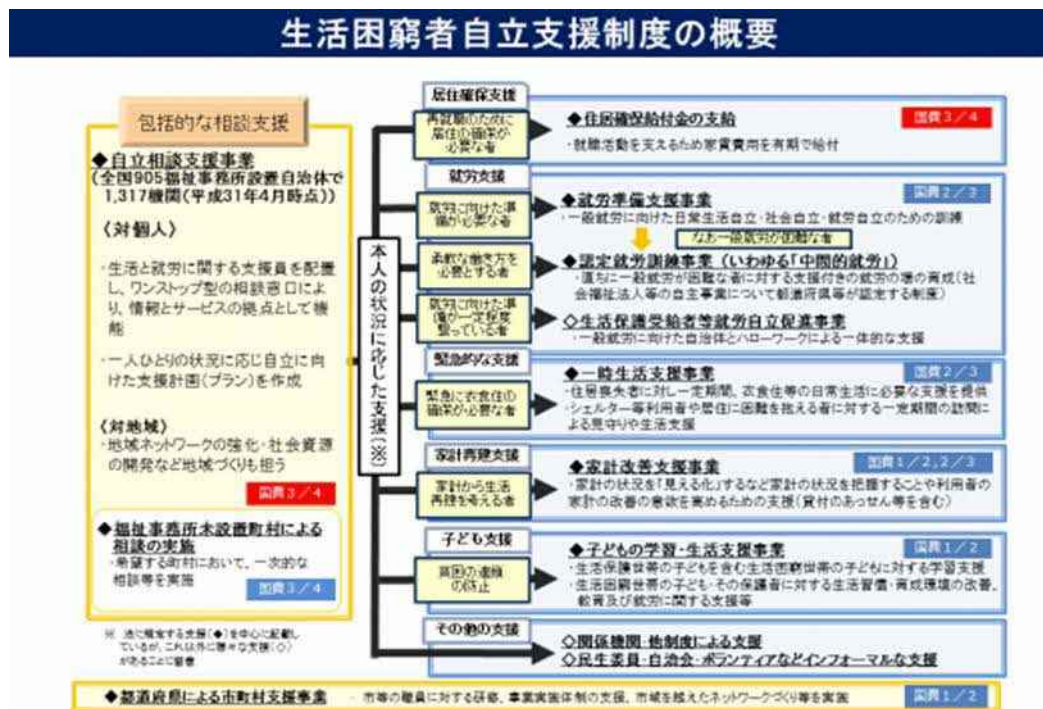 生活困窮者自立支援制度の概要
包括的な相談支援
◆自立相談支援事業
(全国905福祉事務所設置自治体で
1,317機関(平成31年4月時点))
〈対個人〉
・生活と就労に関する支援員を配置
し、ワンストップ型の相談窓口によ
り、情報とサービスの拠点として機
能
・一人ひとりの状況に応じ自立に向
けた支援計画(プラン)を作成
〈対地域〉
・地域ネットワークの強化・社会資源
の開発など地域づくりも担う
国費3/4
◆福祉事務所未設置町村による
相談の実施
・希望する町村において、一次的な
相談等を実施
国費3/4
※ 法に規定する支援(◆)を中心に記載し
ているが、これ以外に様々な支援(◇)
があることに留意
本人の状況に応じた支援(※)
居住確保支援
再就職のために
居住の確保が
必要な者
◆住居確保給付金の支給
国費3/4
・就職活動を支えるため家賃費用を有期で給付
就労支援
就労に向けた準
備が必要な者
◆就労準備支援事業
国費2/3
・一般就労に向けた日常生活自立・社会自立・就労自立のための訓練
なお一般就労が困難な者
柔軟な働き方を
必要とする者
◆認定就労訓練事業(いわゆる「中間的就労」)
・直ちに一般就労が困難な者に対する支援付きの就労の場の育成(社
会福祉法人等の自主事業について都道府県等が認定する制度)
就労に向けた準
備が一定程度
整っている者
◇生活保護受給者等就労自立促進事業
・一般就労に向けた自治体とハローワークによる一体的な支援
緊急的な支援
緊急に衣食住の
確保が必要な者
◆一時生活支援事業
国費2/3
・住居喪失者に対し一定期間、衣食住等の日常生活に必要な支援を提供
・シェルター等利用者や居住に困難を抱える者に対する一定期間の訪問に
よる見守りや生活支援
家計再建支援
家計から生活
再建を考える者
◆家計改善支援事業
国費1/2,2/3
・家計の状況を「見える化」するなど家計の状況を把握することや利用者の
家計の改善の意欲を高めるための支援(貸付のあっせん等を含む)
子ども支援
貧困の連鎖
の防止
◆子どもの学習・生活支援事業
国費1/2
・生活保護世帯の子どもを含む生活困窮世帯の子どもに対する学習支援
・生活困窮世帯の子ども・その保護者に対する生活習慣・育成環境の改善、
教育及び就労に関する支援等
その他の支援
◇関係機関・他制度による支援
◇民生委員・自治会・ボランティアなどインフォーマルな支援
◆都道府県による市町村支援事業
・市等の職員に対する研修、事業実施体制の支援、市域を越えたネットワークづくり等を実施
国費1/2